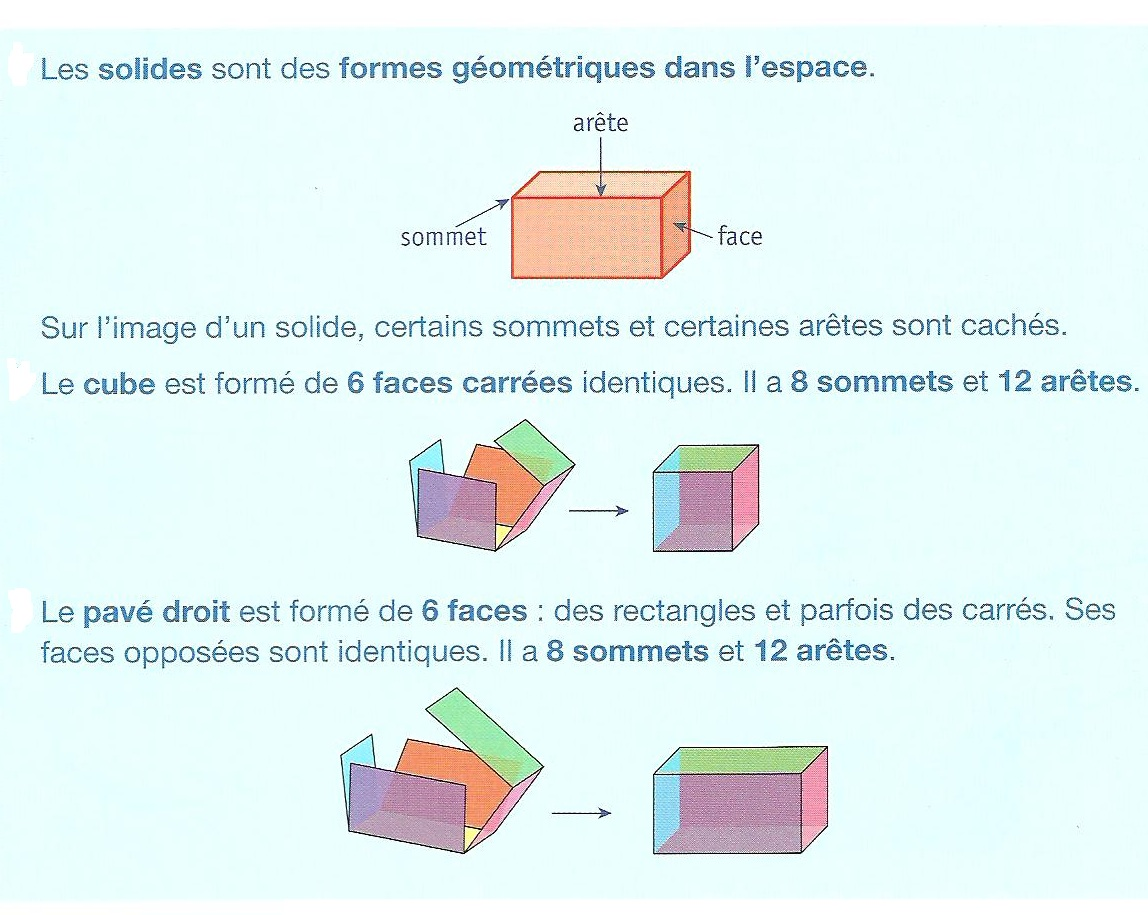 Les solides sont des formes géométriques dans l'espace.
arête
sommet
face
Sur l'image d'un solide, certains sommets et certaines arêtes sont cachés.
Le cube est formé de 6 faces carrées identiques. Il a 8 sommets et 12 arêtes.
Le pavé droit est formé de 6 faces : des rectangles et parfois des carrés. Ses
faces opposées sont identiques. Il a 8 sommets et 12 arêtes.